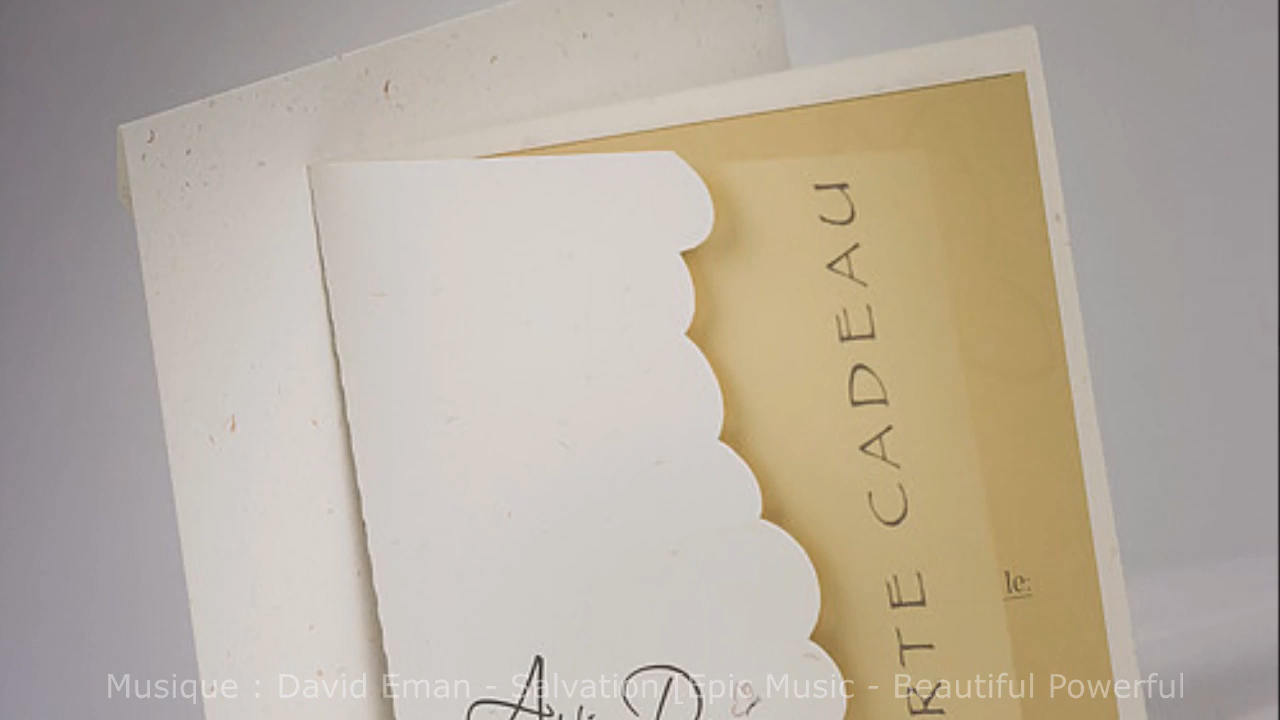 RTE CADEAU
le:
Musique : David Eman - Salvation [Epic Music - Beautiful Powerful